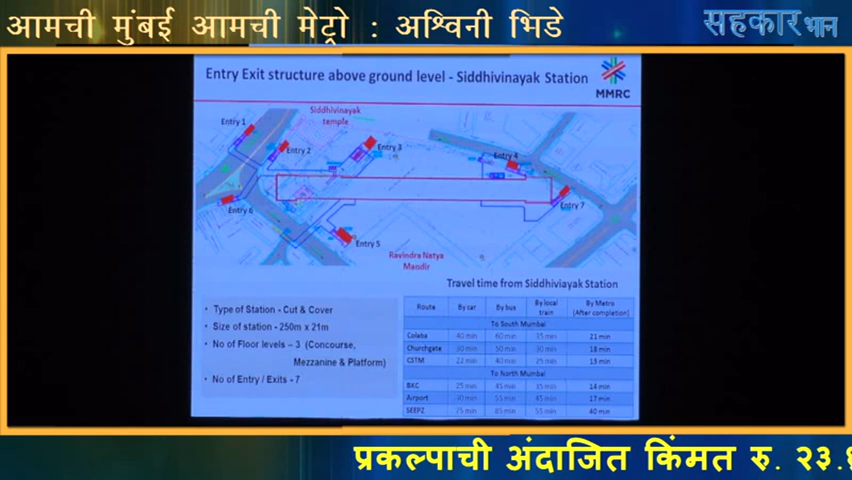 आमची मुंबई आमची मेट्रो : अश्विनी भिडे
सहकारभान
Entry Exit structure above ground level - Siddhivinayak Station
MMRC
Siddhivinayak
temple
Entry 1
Entry 2
Entry 3
Entry 4
Entry 6
Entry 7
Entry 5
Ravindra Natya
Mandir
Travel time from Siddhiviayak Station
Type of Station - Cut & Cover
Size of station - 250m x 21m
No of Floor levels – 3 (Concourse,
Mezzanine & Platform)
No of Entry / Exits - 7
Route By car By bus By local train By Metro (After completion)
To South Mumbai
Colaba 40 min 60 min 35 min 21 min
Churchgate 30 min 50 min 30 min 18 min
CSTM 22 min 40 min 25 min 13 min
To North Mumbai
BKC 25 min 45 min 35 min 14 min
Airport 30 min 55 min 45 min 17 min
SEEPZ 75 min 85 min 55 min 40 min
प्रकल्पाची अंदाजित किंमत रु. २३.